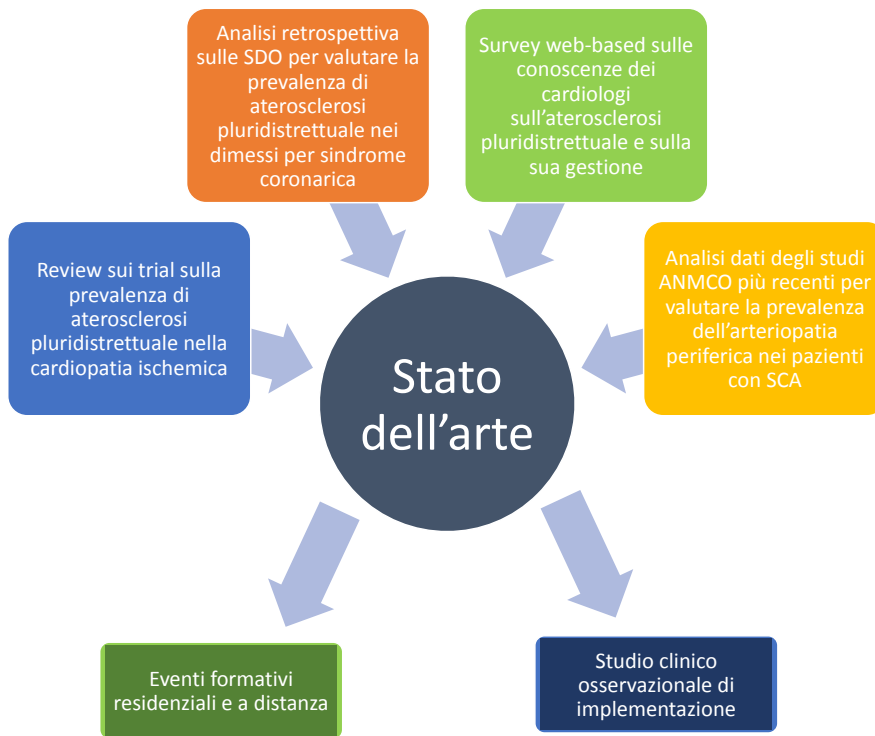 Analisi retrospettiva
sulle SDO per valutare la
prevalenza di
aterosclerosi
pluridistrettuale nei
dimessi per sindrome
coronarica
Survey web-based sulle
conoscenze dei
cardiologi
sull'aterosclerosi
pluridistrettuale e sulla
sua gestione
Review sui trial sulla
prevalenza di
aterosclerosi
pluridistrettuale nella
cardiopatia ischemica
Analisi dati degli studi
ANMCO più recenti per
valutare la prevalenza
dell'arteriopatia
periferica nei pazienti
con SCA
Stato
dell'arte
Eventi formativi
residenziali e a distanza
Studio clinico
osservazionale di
implementazione